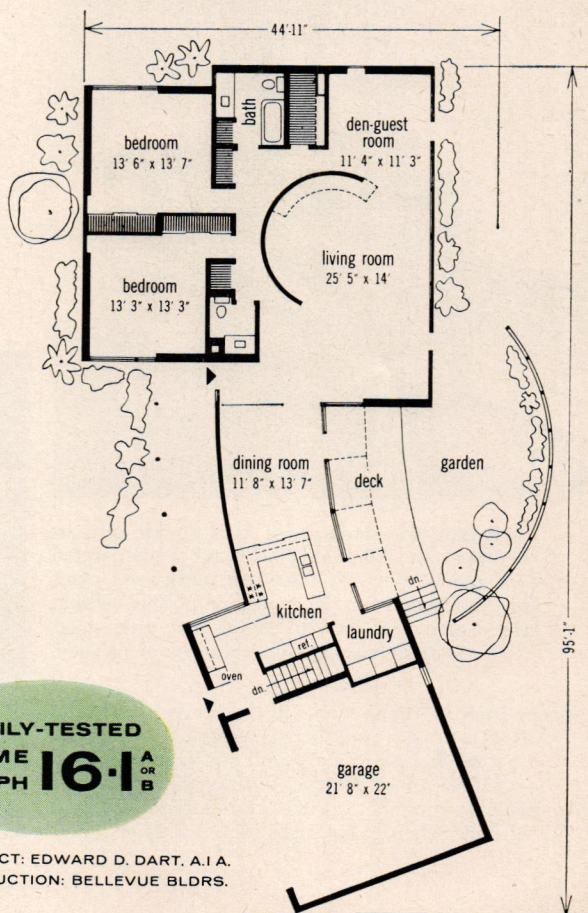 44'-11"
bath
den-guest
room
11' 4" x 11' 3"
bedroom
13' 6" x 13' 7"
living room
25' 5" x 14'
bedroom
13' 3" x 13' 3"
dining room
11' 8" x 13' 7"
deck
garden
dn.
kitchen
laundry
ref.
oven
dn.
95'-1"
garage
21' 8" x 22'
ILY-TESTED
ME
PH 16·1 A OR B
CT: EDWARD D. DART, A.I A.
UCTION: BELLEVUE BLDRS.